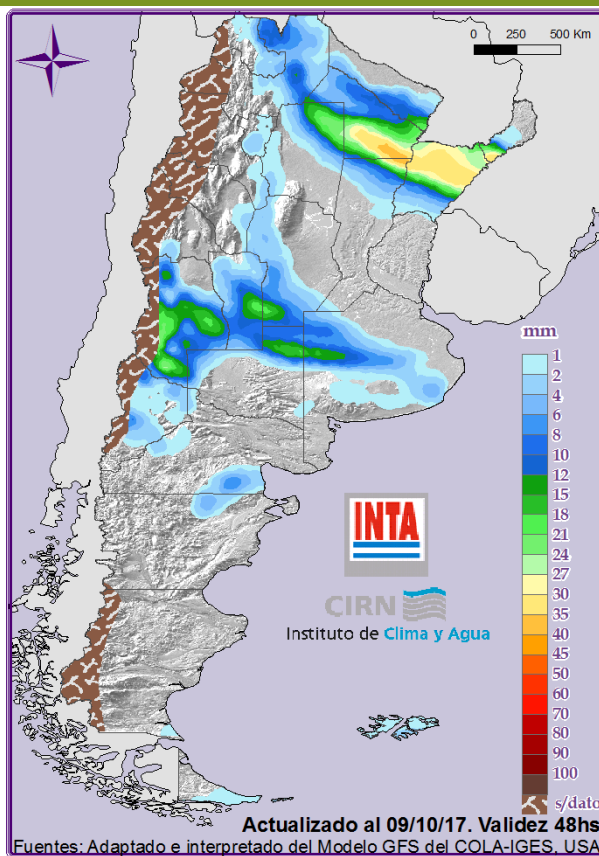 0 250 500 Km
mm
1
2
4
6
8
10
12
15
18
21
24
27
30
35
40
45
50
60
70
80
90
100
s/dato
INTA
CIRN
Instituto de Clima y Agua
Actualizado al 09/10/17. Validez 48hs
Fuentes: Adaptado e interpretado del Modelo GFS del COLA-IGES, USA